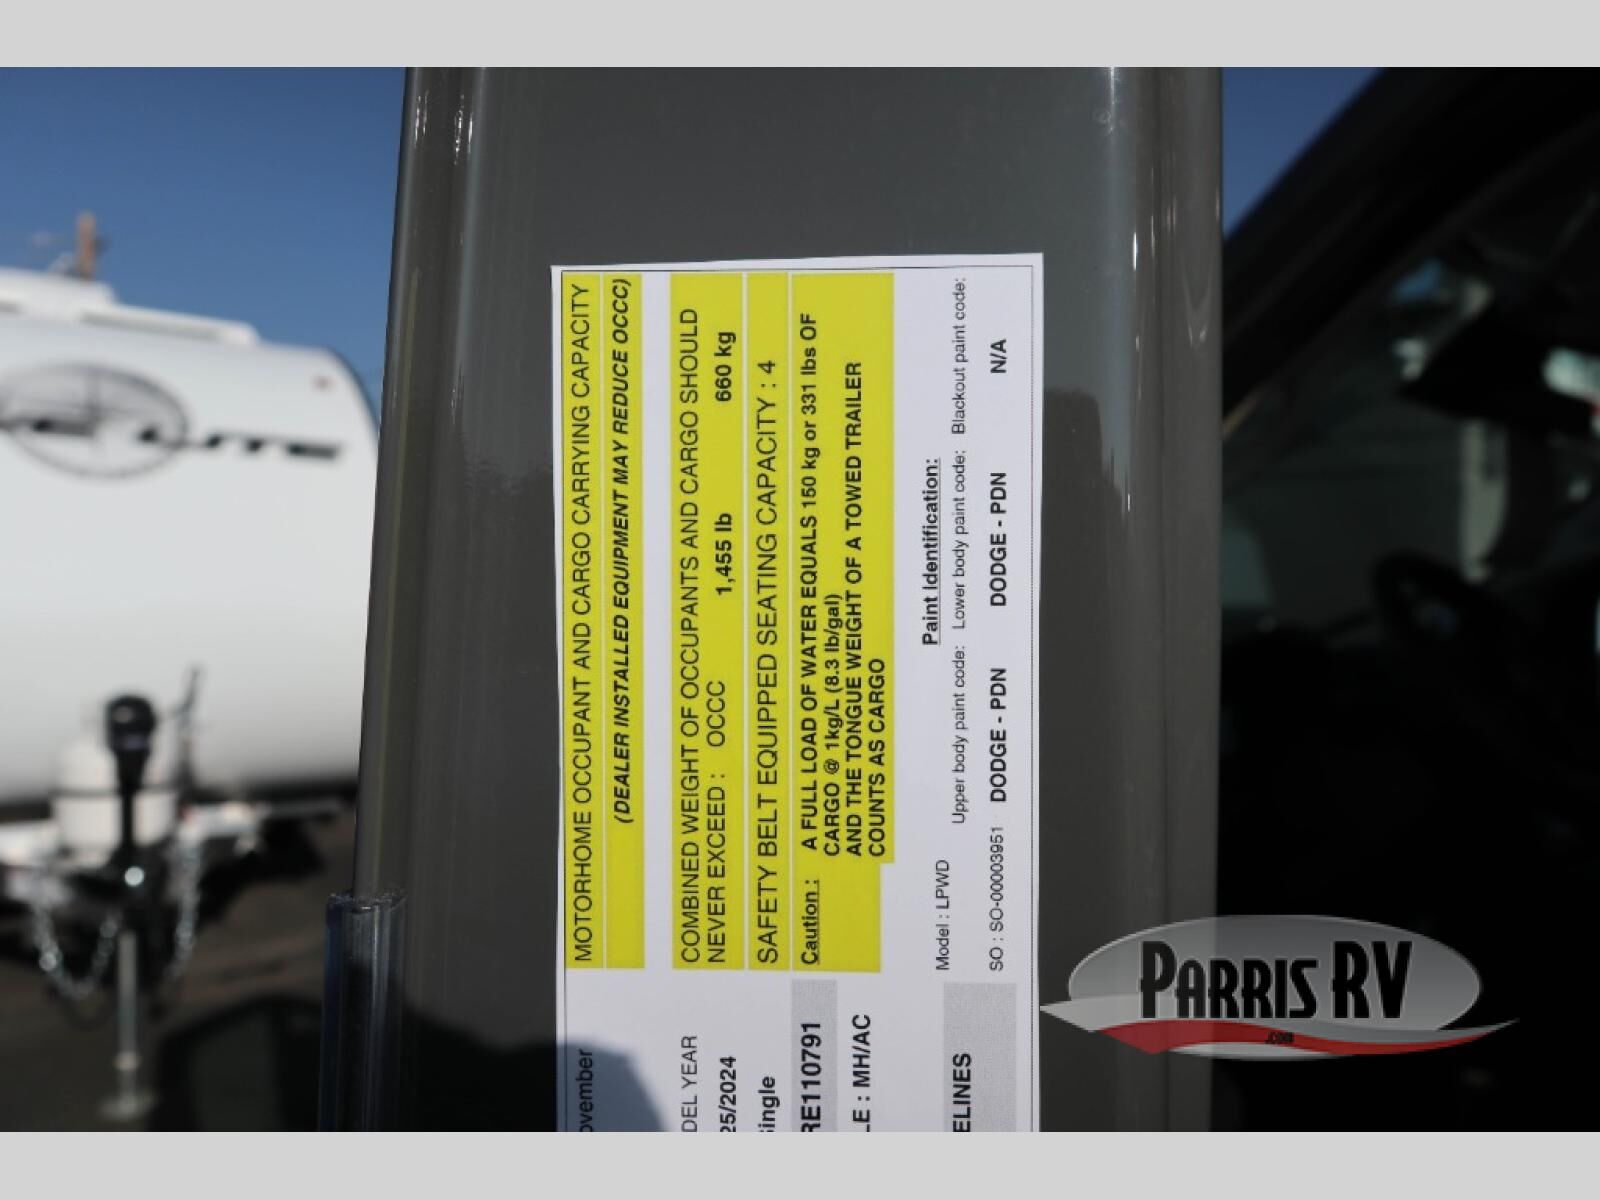 MOTORHOME OCCUPANT AND CARGO CARRYING CAPACITY
(DEALER INSTALLED EQUIPMENT MAY REDUCE OCCC)
COMBINED WEIGHT OF OCCUPANTS AND CARGO SHOULD
NEVER EXCEED : OCCC 1,455 lb 660 kg
SAFETY BELT EQUIPPED SEATING CAPACITY : 4
Caution : A FULL LOAD OF WATER EQUALS 150 kg or 331 lbs OF
CARGO @ 1kg/L (8.3 lb/gal)
AND THE TONGUE WEIGHT OF A TOWED TRAILER
COUNTS AS CARGO
Paint Identification:
Model : LPWD
Upper body paint code: Lower body paint code: Blackout paint code:
SO : SO-00003951 DODGE - PDN DODGE - PDN N/A
ovember
DEL YEAR
25/2024
ingle
RE110791
LE : MH/AC
ELINES
LITE
PARRIS RV
.COM